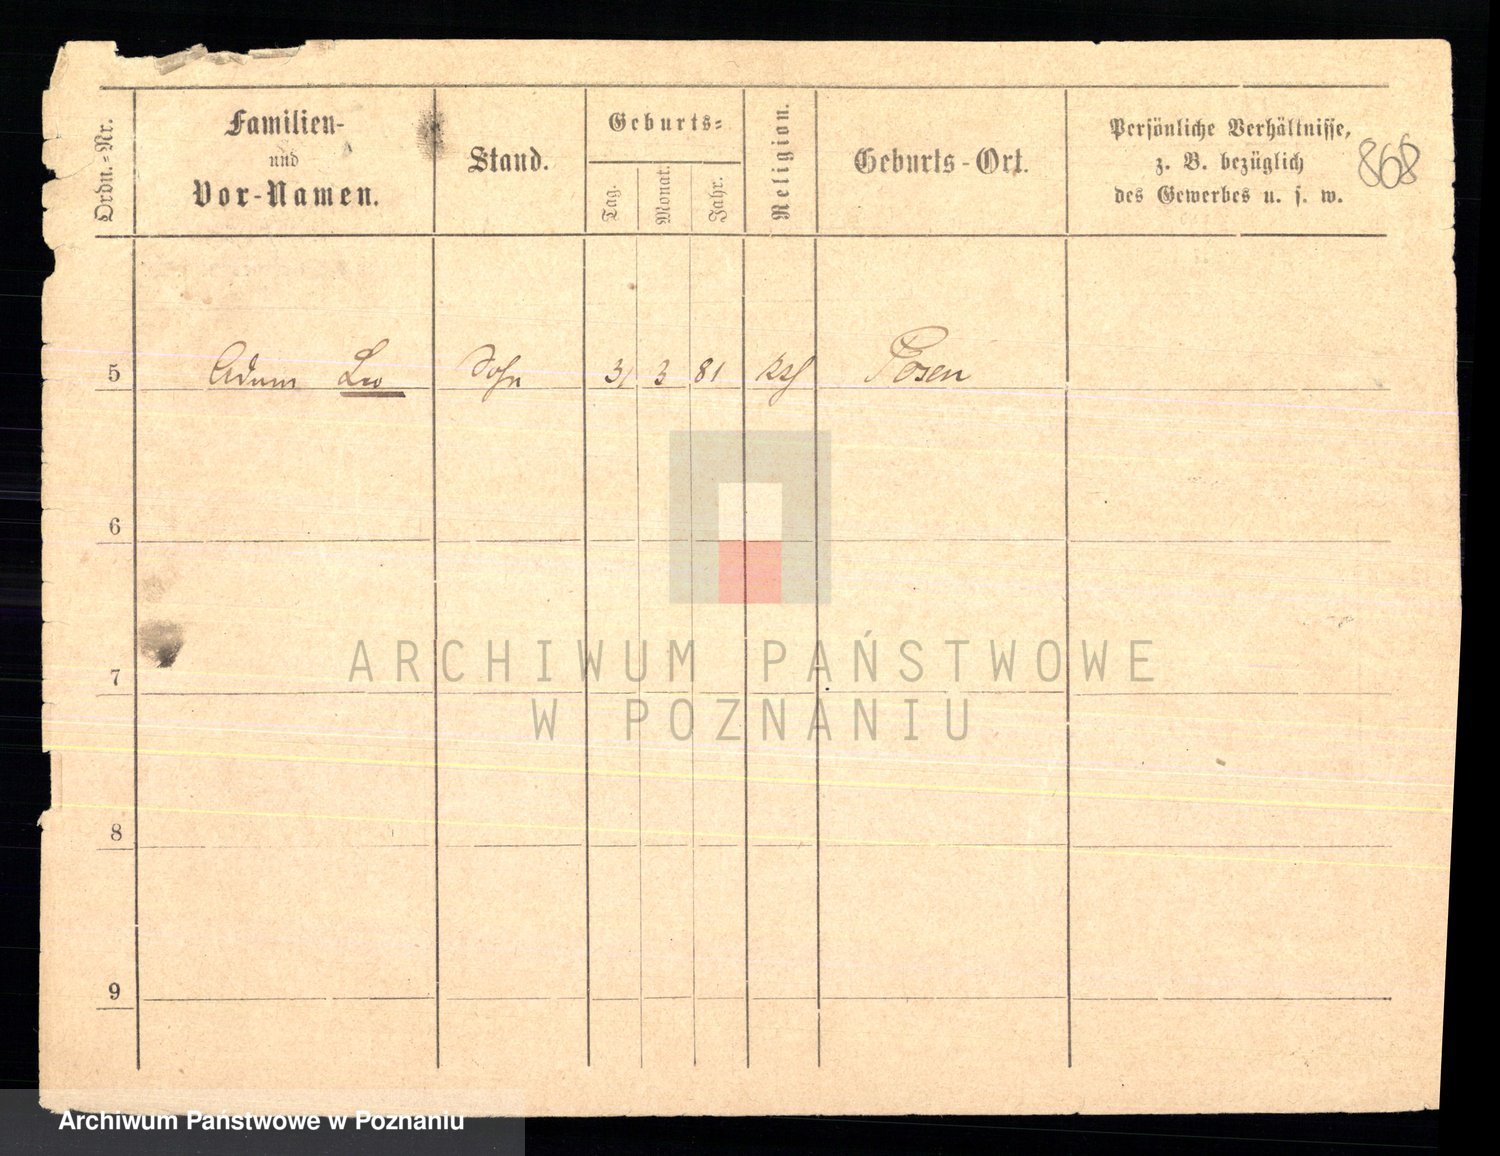 Ordn.-Nr.
Familien-
und
Vor-Namen.
Stand.
Geburts-
Tag.
Monat.
Jahr.
Religion.
Geburts-Ort.
Persönliche Verhältnisse,
z. B. bezüglich
des Gewerbes u. s. w.
868
5 Adam Leo Sohn 31 3 81 Posen
6
7
8
9
ARCHIWUM PAŃSTWOWE
W POZNANIU
Archiwum Państwowe w Poznaniu